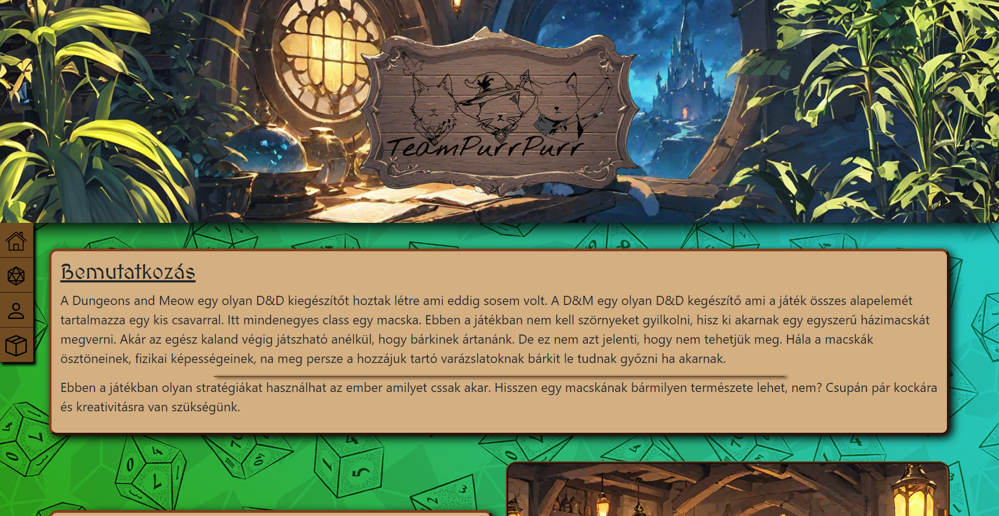 TeamPurrPurr
Bemutatkozás
A Dungeons and Meow egy olyan D&D kiegészítőt hoztak létre ami eddig sosem volt. A D&M egy olyan D&D kegészítő ami a játék összes alapelemét
tartalmazza egy kis csavarral. Itt mindenegyes class egy macska. Ebben a játékban nem kell szörnyeket gyilkolni, hisz ki akarnak egy egyszerű házimacskát
megverni. Akár az egész kaland végig játszható anélkül, hogy bárkinek ártanánk. De ez nem azt jelenti, hogy nem tehetjük meg. Hála a macskák
ösztöneinek, fizikai képességeinek, na meg persze a hozzájuk tartó varázslatoknak bárkit le tudnak győzni ha akarnak.
Ebben a játékban olyan stratégiákat használhat az ember amilyet cssak akar. Hisszen egy macskának bármilyen természete lehet, nem? Csupán pár kockára
és kreativitásra van szükségünk.